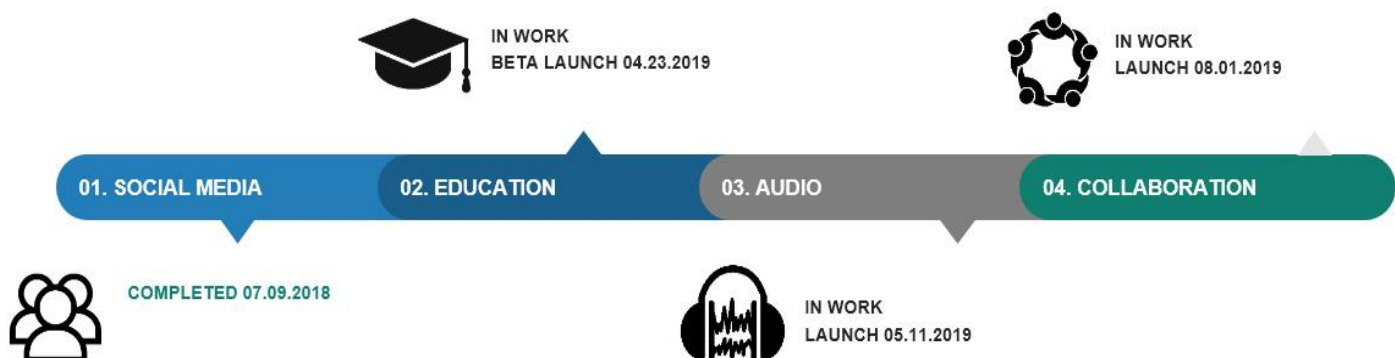 IN WORK
BETA LAUNCH 04.23.2019
IN WORK
LAUNCH 08.01.2019
01. SOCIAL MEDIA
02. EDUCATION
03. AUDIO
04. COLLABORATION
COMPLETED 07.09.2018
IN WORK
LAUNCH 05.11.2019